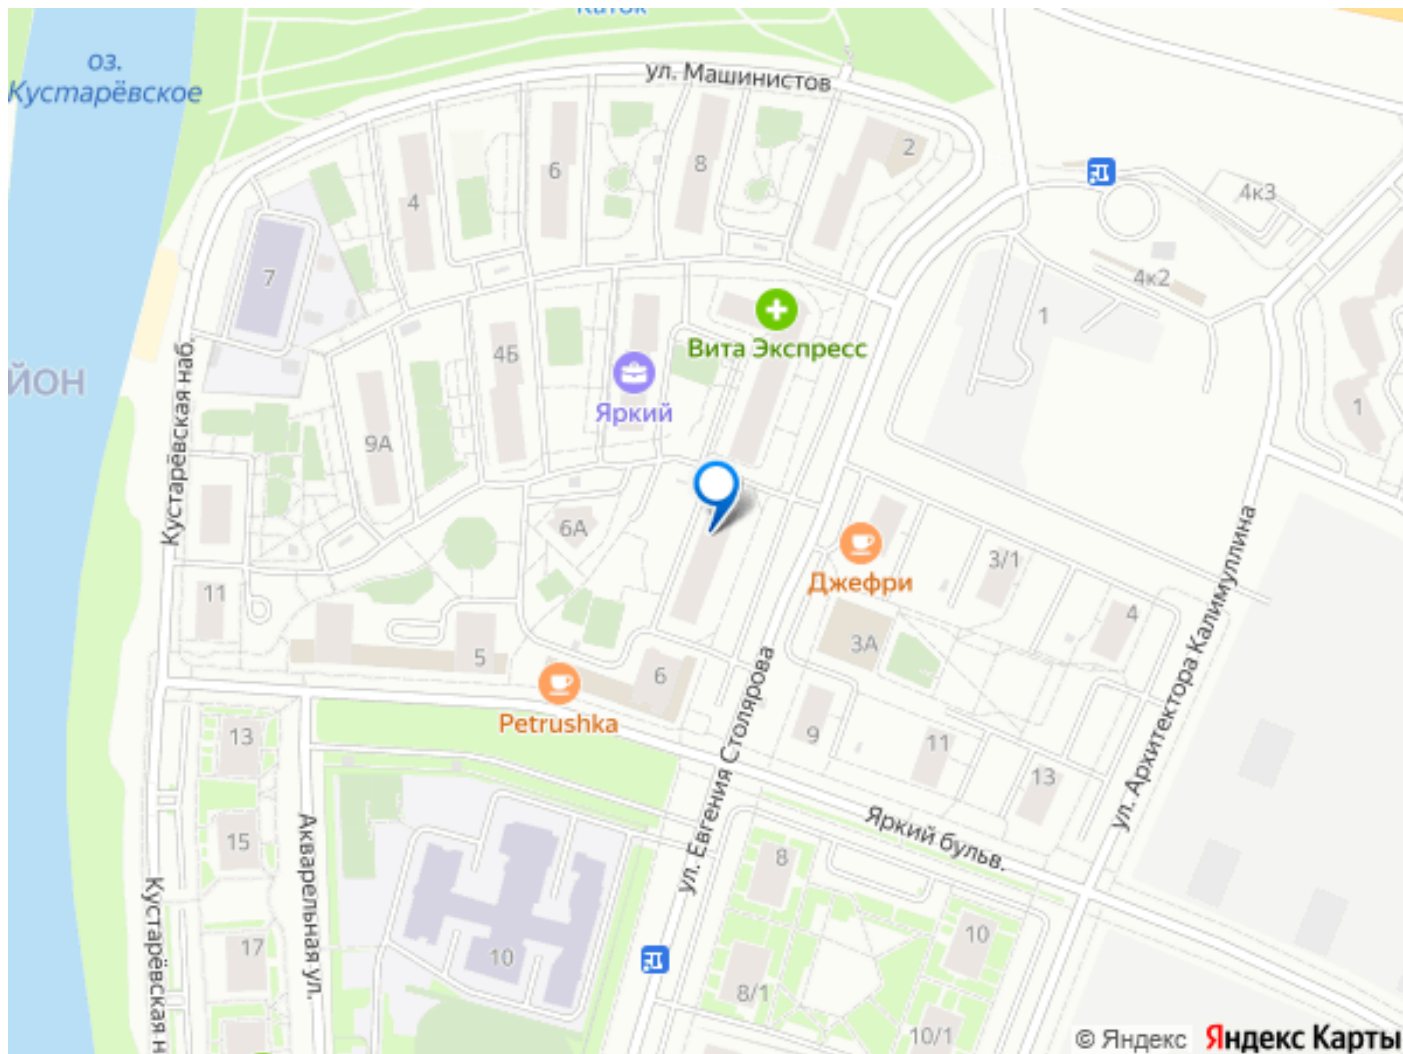 Каток
оз.
Кустарёвское
ул. Машинистов
2
6
8
4
4к3
7
4к2
1
Вита Экспресс
4Б
ЙОН
Яркий
1
9А
Кустарёвская наб.
6А
Джефри
3/1
11
4
3А
5
6
Petrushka
ул. Евгения Столярова
ул. Архитектора Калимуллина
13
9
11
13
15
Акварельная ул.
Яркий бульв.
8
Кустарёвская н
17
10
10
8/1
10/1
© Яндекс Яндекс Карты